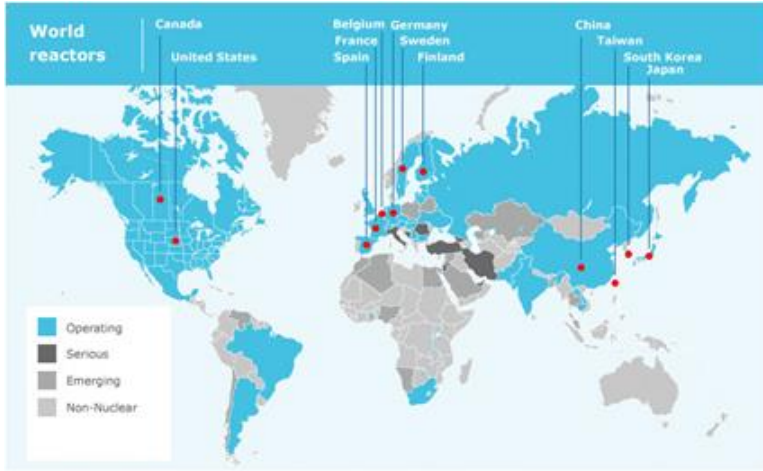 World
reactors
Canada
United States
Belgium
Germany
France
Sweden
Spain
Finland
China
Taiwan
South Korea
Japan
Operating
Serious
Emerging
Non-Nuclear